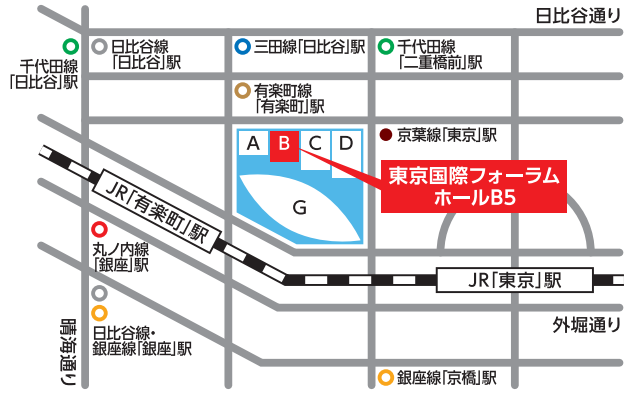 日比谷通り
千代田線
「日比谷」駅
日比谷線
「日比谷」駅
三田線「日比谷」駅
千代田線
「二重橋前」駅
有楽町線
「有楽町」駅
京葉線「東京」駅
A
B
C
D
G
東京国際フォーラム
ホールB5
JR「有楽町」駅
丸ノ内線
「銀座」駅
JR「東京」駅
日比谷線・
銀座線「銀座」駅
外堀通り
晴海通り
銀座線「京橋」駅